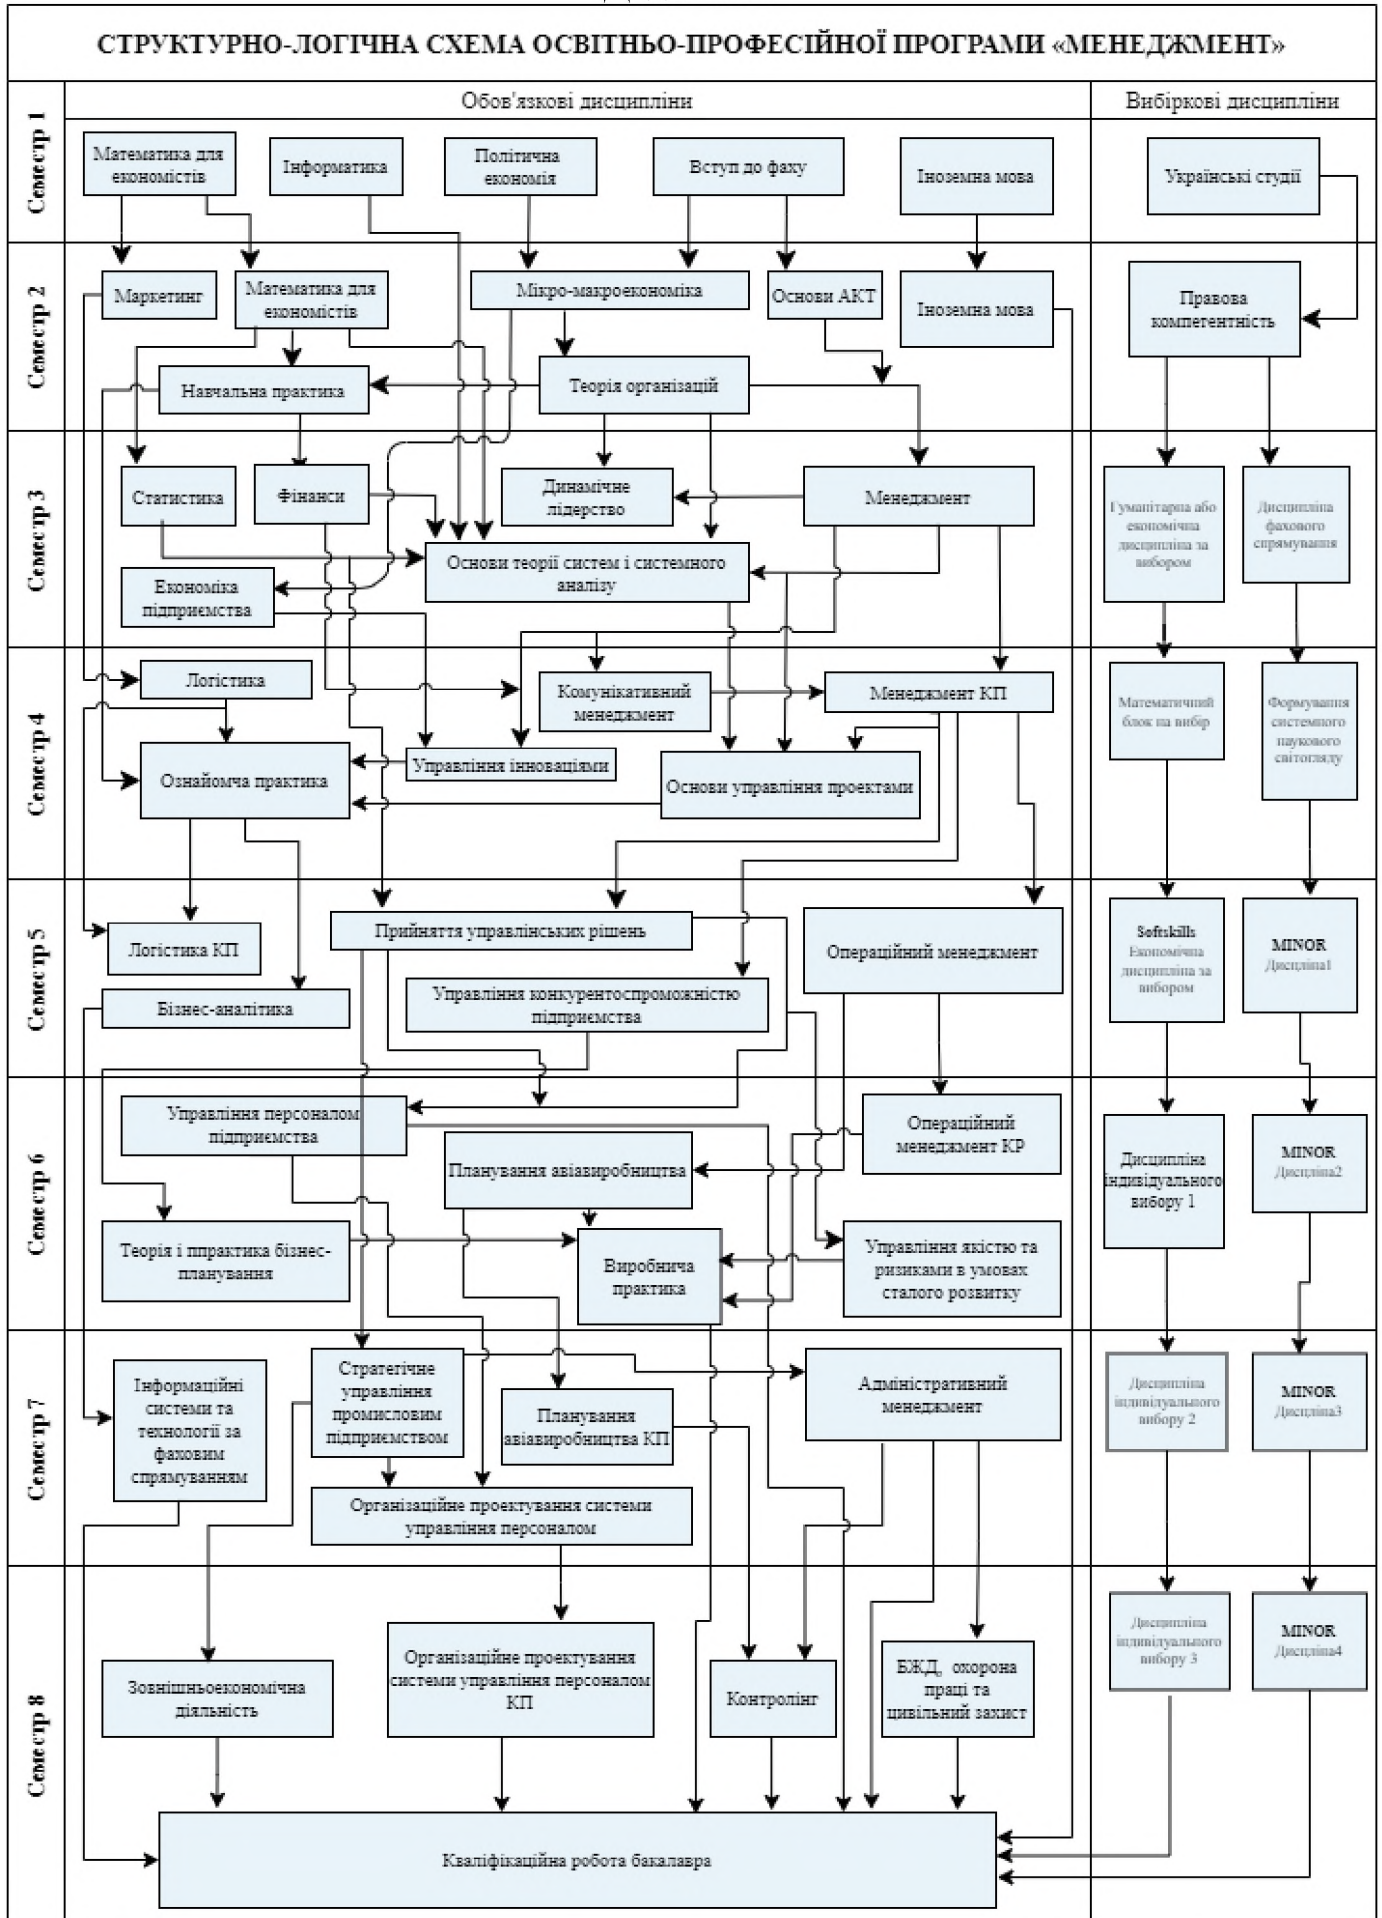 СТРУКТУРНО-ЛОГІЧНА СХЕМА ОСВІТНЬО-ПРОФЕСІЙНОЇ ПРОГРАМИ «МЕНЕДЖМЕНТ»
Обов'язкові дисципліни
Вибіркові дисципліни
Семестр 1
Математика для
економістів
Інформатика
Політична
економія
Вступ до фаху
Іноземна мова
Українські студії
Семестр 2
Маркетинг
Математика для
економістів
Мікро-макроекономіка
Основи АКТ
Іноземна мова
Правова
компетентність
Навчальна практика
Теорія організацій
Семестр 3
Статистика
Фінанси
Динамічне
лідерство
Менеджмент
Гуманітарна або
економічна
дисципліна за
вибором
Дисципліна
фахового
спрямування
Основи теорії систем і системного
аналізу
Економіка
підприємства
Семестр 4
Логістика
Комунікативний
менеджмент
Менеджмент КП
Математичний
блок на вибір
Формування
системного
наукового
світогляду
Ознайомча практика
Управління інноваціями
Основи управління проектами
Семестр 5
Логістика КП
Прийняття управлінських рішень
Операційний менеджмент
Softskills
Економічна
дисципліна за
вибором
MINOR
Дисципліна1
Бізнес-аналітика
Управління конкурентоспроможністю
підприємства
Семестр 6
Управління персоналом
підприємства
Операційний
менеджмент КР
Планування авіавиробництва
Дисципліна
індивідуального
вибору 1
MINOR
Дисципліна2
Теорія і ппрактика бізнес-
планування
Виробнича
практика
Управління якістю та
ризиками в умовах
сталого розвитку
Семестр 7
Інформаційні
системи та
технології за
фаховим
спрямуванням
Стратегічне
управління
промисловим
підприємством
Планування
авіавиробництва КП
Адміністративний
менеджмент
Дисципліна
індивідуального
вибору 2
MINOR
Дисципліна3
Організаційне проектування системи
управління персоналом
Семестр 8
Зовнішньоекономічна
діяльність
Організаційне проектування
системи управління персоналом
КП
Контролінг
БЖД, охорона
праці та
цивільний захист
Дисципліна
індивідуального
вибору 3
MINOR
Дисципліна4
Кваліфікаційна робота бакалавра